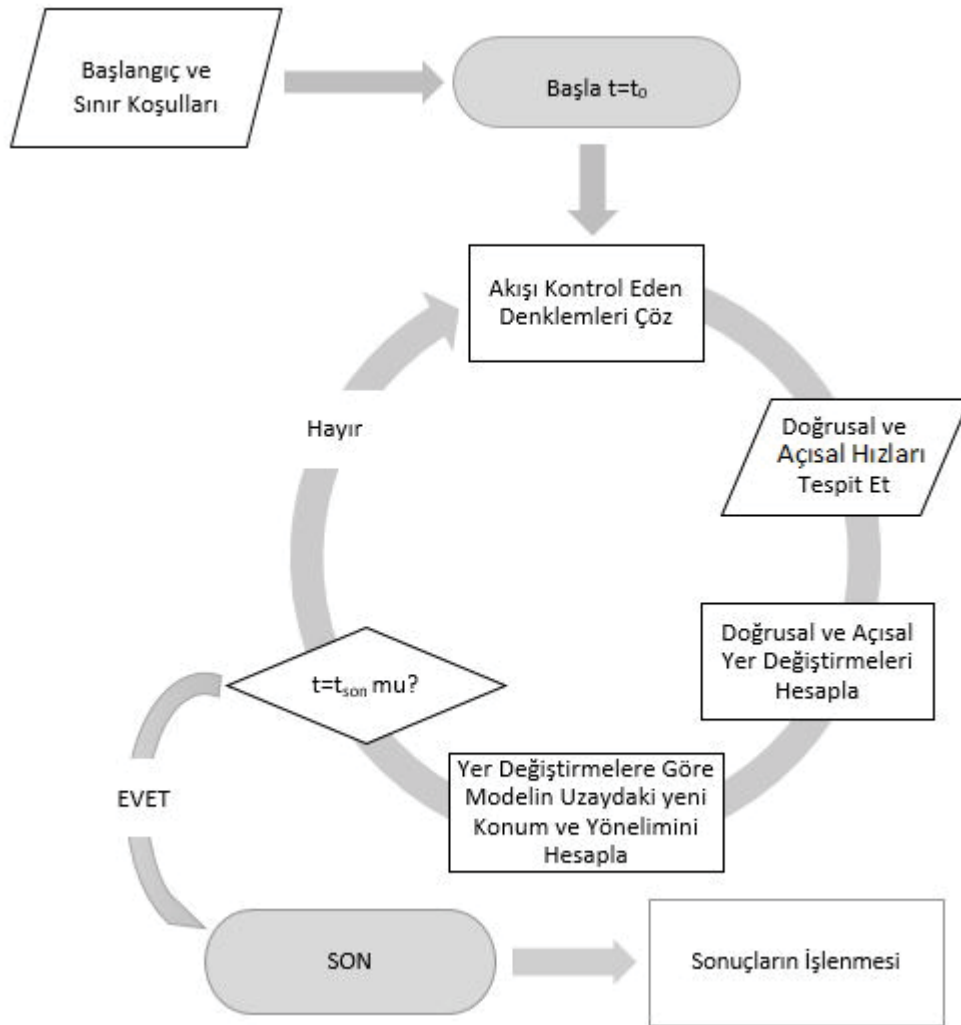 Başlangıç ve
Sınır Koşulları
Başla t=t₀
Akışı Kontrol Eden
Denklemleri Çöz
Doğrusal ve
Açısal Hızları
Tespit Et
Doğrusal ve Açısal
Yer Değiştirmeleri
Hesapla
Yer Değiştirmelere Göre
Modelin Uzaydaki yeni
Konum ve Yönelimini
Hesapla
t=tson mu?
Hayır
EVET
SON
Sonuçların İşlenmesi